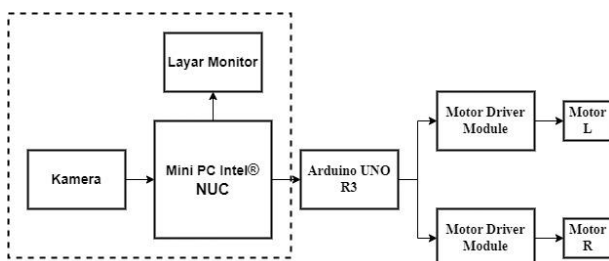 Layar Monitor
Kamera
Mini PC Intel®
NUC
Arduino UNO
R3
Motor Driver
Module
Motor
L
Motor Driver
Module
Motor
R